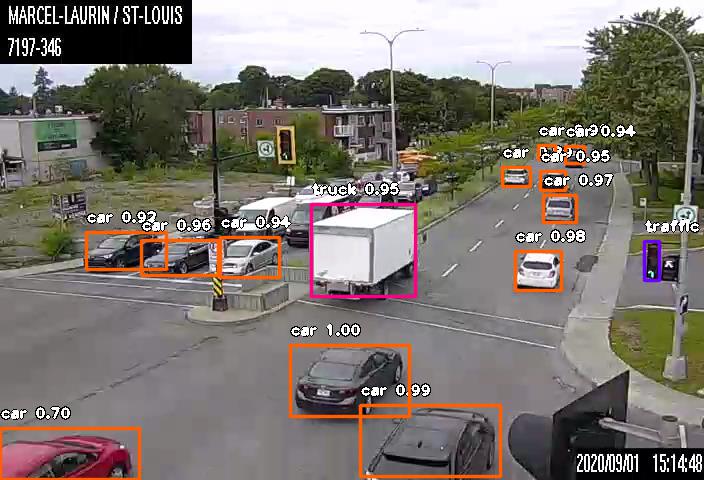 MARCEL-LAURIN / ST-LOUIS
7197-346
car 0.94
car 0.95
car 0.97
truck 0.95
car 0.92
car 0.96
car 0.94
traffic
car 0.98
car 1.00
car 0.99
car 0.70
2020/09/01 15:14:48